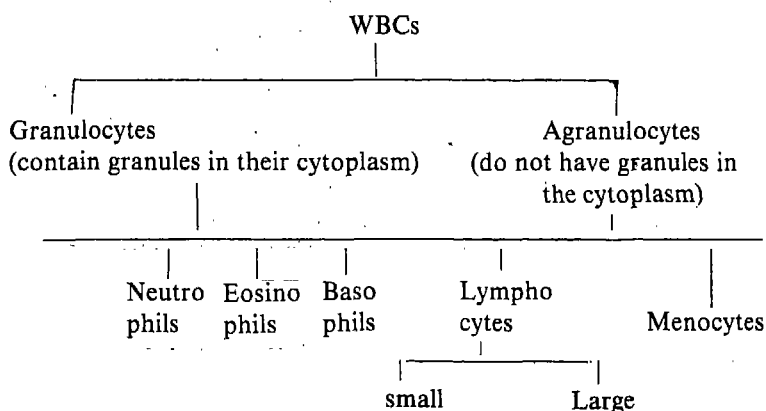 WBCs
Granulocytes
(contain granules in their cytoplasm)
Agranulocytes
(do not have granules in
the cytoplasm)
Neutro
phils
Eosino
phils
Baso
phils
Lympho
cytes
Menocytes
small
Large